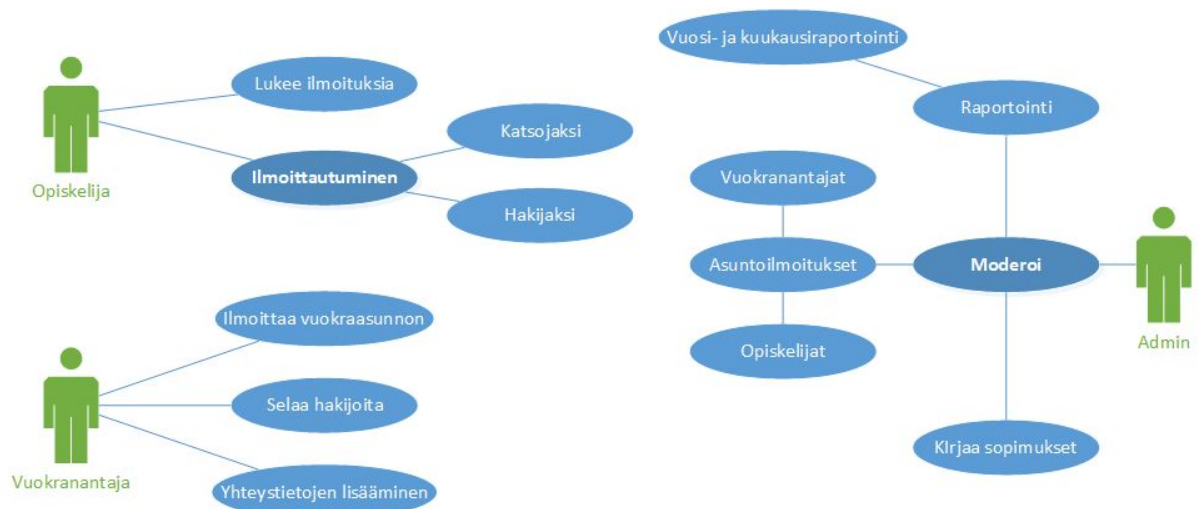 Lukee ilmoituksia
Katsojaksi
Ilmoittautuminen
Hakijaksi
Opiskelija
Ilmoittaa vuokraasunnon
Selaa hakijoita
Yhteystietojen lisääminen
Vuokranantaja
Vuosi- ja kuukausiraportointi
Raportointi
Vuokranantajat
Asuntoilmoitukset
Moderoi
Opiskelijat
KIrjaa sopimukset
Admin